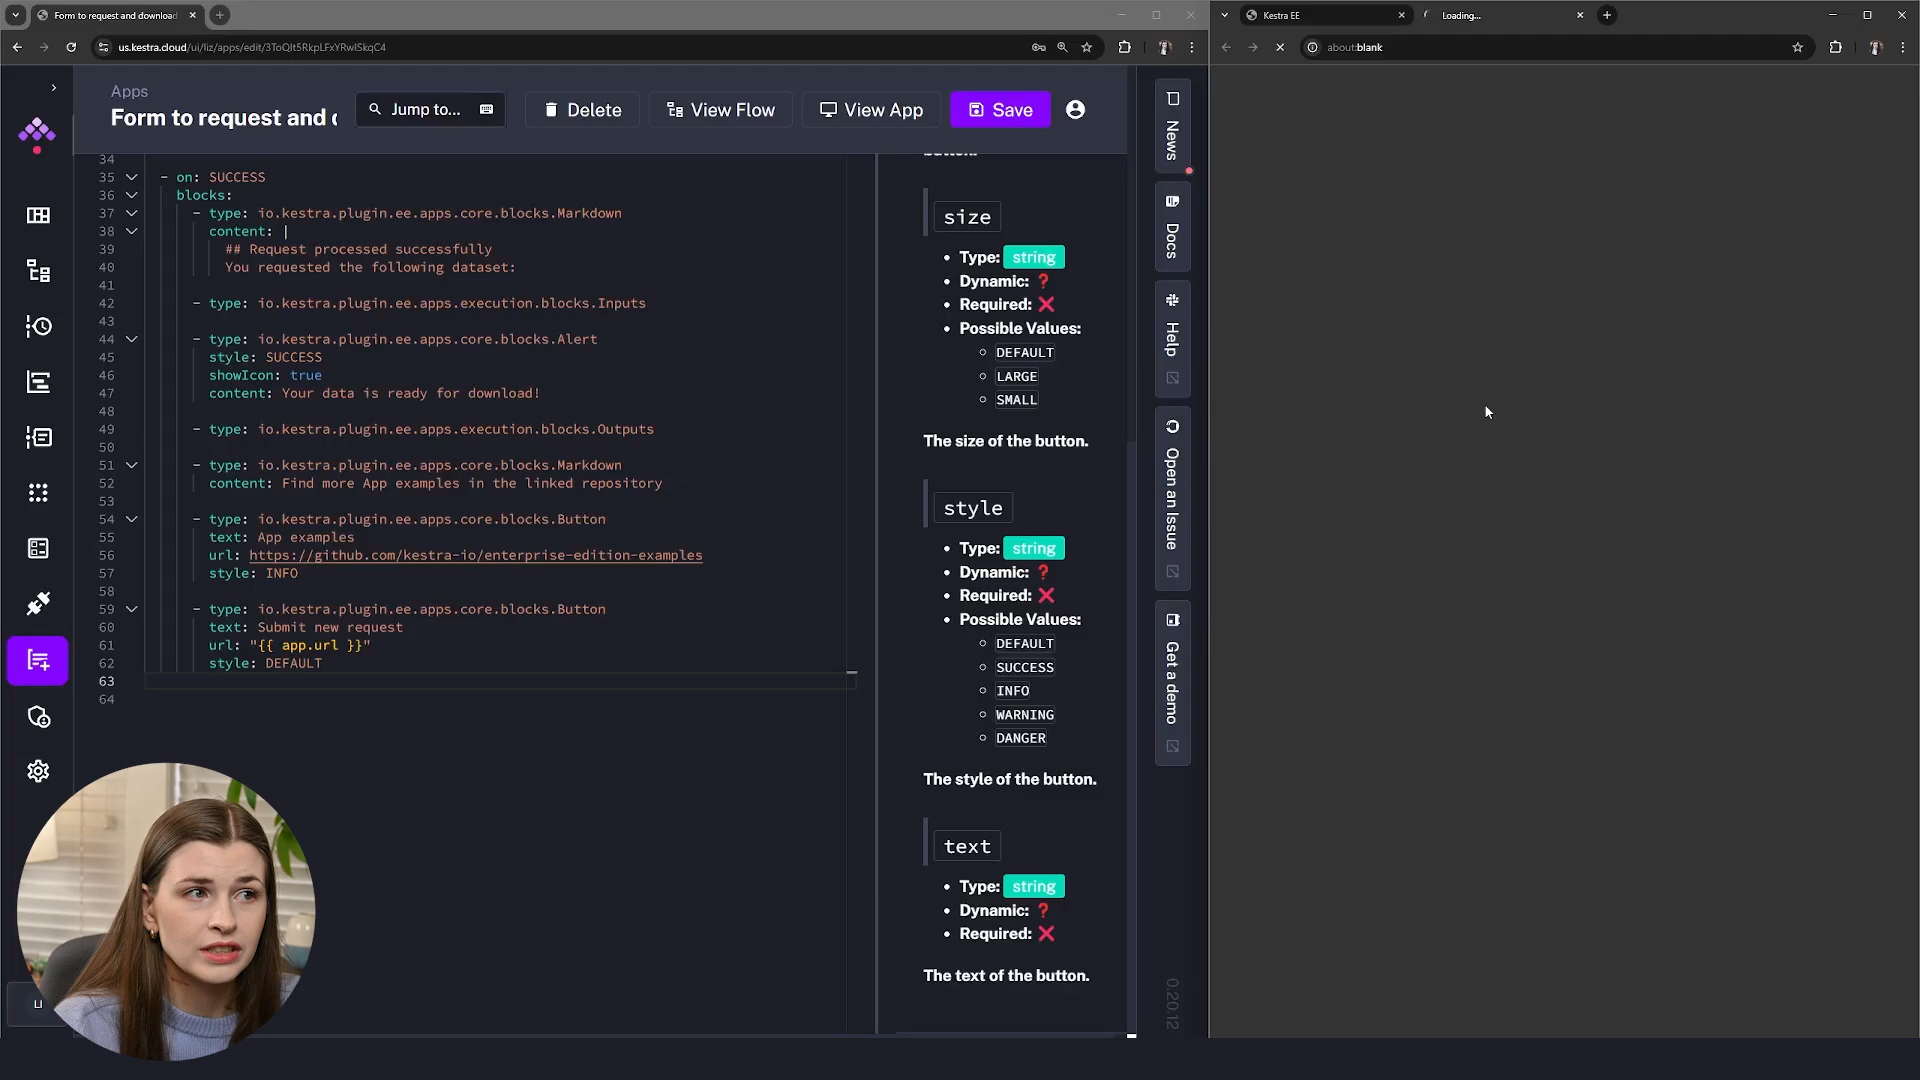 Form to request and download
us.kestra.cloud/ui/liz/apps/edit/3ToQIt5RkpLFxYRwISkqC4
Kestra EE
Loading...
about:blank
Apps
Form to request and
Jump to...
Delete
View Flow
View App
Save
34
35 - on: SUCCESS
36 blocks:
37 - type: io.kestra.plugin.ee.apps.core.blocks.Markdown
38 content: |
39 ## Request processed successfully
40 You requested the following dataset:
41
42 - type: io.kestra.plugin.ee.apps.execution.blocks.Inputs
43
44 - type: io.kestra.plugin.ee.apps.core.blocks.Alert
45 style: SUCCESS
46 showIcon: true
47 content: Your data is ready for download!
48
49 - type: io.kestra.plugin.ee.apps.execution.blocks.Outputs
50
51 - type: io.kestra.plugin.ee.apps.core.blocks.Markdown
52 content: Find more App examples in the linked repository
53
54 - type: io.kestra.plugin.ee.apps.core.blocks.Button
55 text: App examples
56 url: https://github.com/kestra-io/enterprise-edition-examples
57 style: INFO
58
59 - type: io.kestra.plugin.ee.apps.core.blocks.Button
60 text: Submit new request
61 url: "{{ app.url }}"
62 style: DEFAULT
63
64
button.
size
Type: string
Dynamic: ❓
Required: ❌
Possible Values:
DEFAULT
LARGE
SMALL
The size of the button.
style
Type: string
Dynamic: ❓
Required: ❌
Possible Values:
DEFAULT
SUCCESS
INFO
WARNING
DANGER
The style of the button.
text
Type: string
Dynamic: ❓
Required: ❌
The text of the button.
News
Docs
Help
Open an Issue
Get a demo
0.20.12
LI